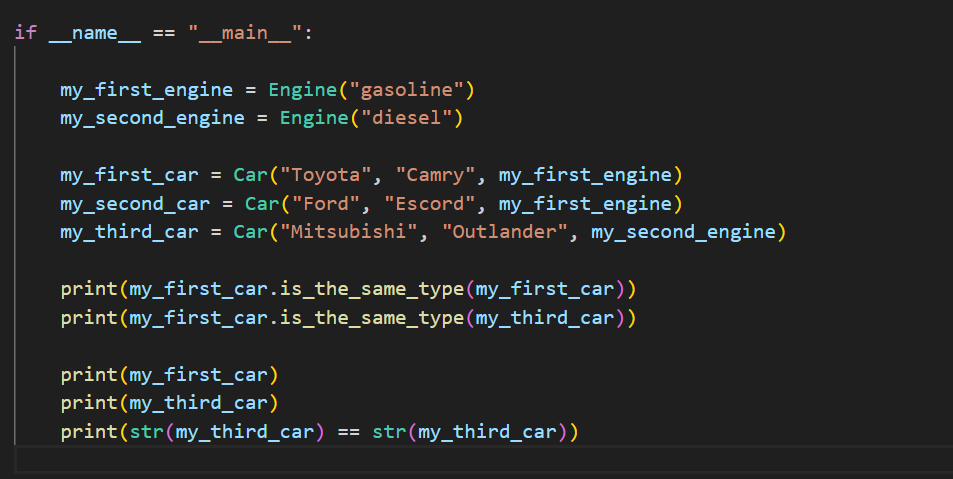 if __name__ == "__main__":
my_first_engine = Engine("gasoline")
my_second_engine = Engine("diesel")
my_first_car = Car("Toyota", "Camry", my_first_engine)
my_second_car = Car("Ford", "Escord", my_first_engine)
my_third_car = Car("Mitsubishi", "Outlander", my_second_engine)
print(my_first_car.is_the_same_type(my_first_car))
print(my_first_car.is_the_same_type(my_third_car))
print(my_first_car)
print(my_third_car)
print(str(my_third_car) == str(my_third_car))